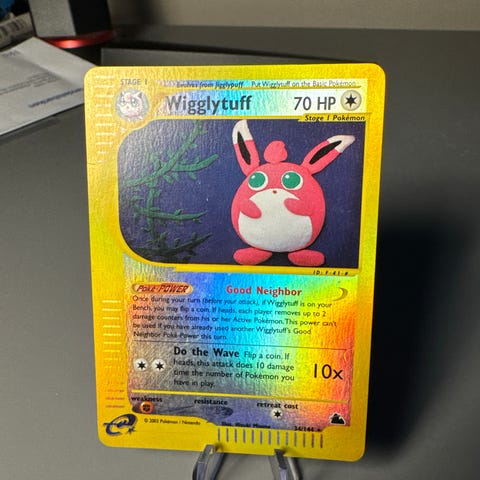 STAGE 1
Evolves from Jigglypuff Put Wigglytuff on the Basic Pokémon
Wigglytuff 70 HP
Stage 1 Pokémon
Poké-POWER Good Neighbor
Once during your turn (before your attack), if Wigglytuff is on your
Bench, you may flip a coin. If heads, each player removes up to 2
damage counters from his or her Active Pokémon. This power can't
be used if you have already used another Wigglytuff's Good
Neighbor Poké-Power this turn.
Do the Wave Flip a coin. If
heads, this attack does 10 damage
time the number of Pokémon you
have in play.
10x
weakness resistance retreat cost
© 2003 Pokémon / Nintendo
34/144